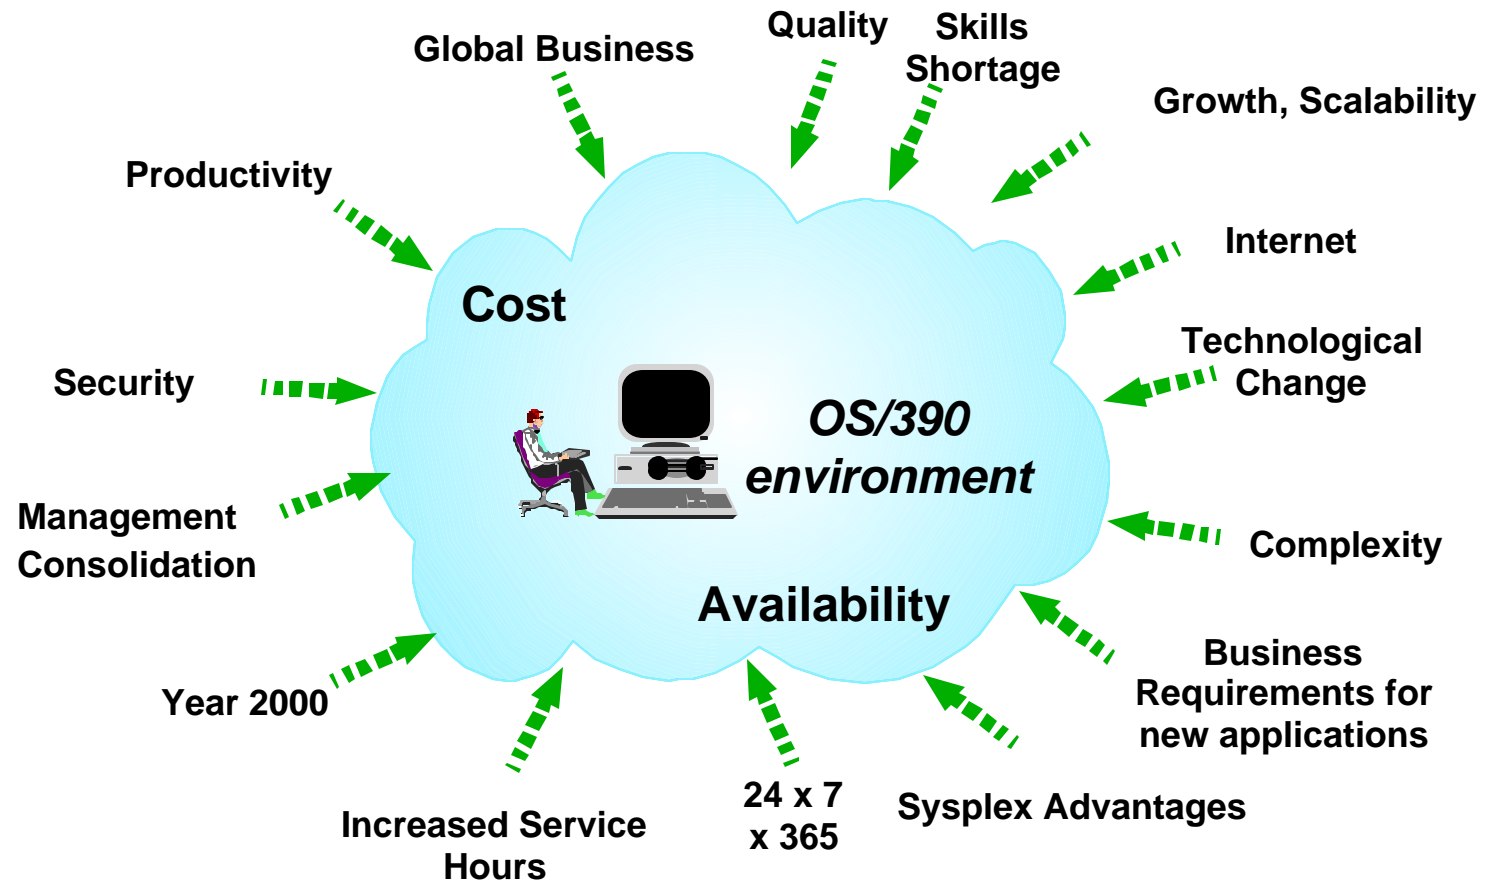 Quality
Skills
Shortage
Global Business
Growth, Scalability
Productivity
Internet
Cost
Technological
Change
Security
OS/390
environment
Management
Consolidation
Complexity
Availability
Business
Requirements for
new applications
Year 2000
24 x 7
x 365
Sysplex Advantages
Increased Service
Hours